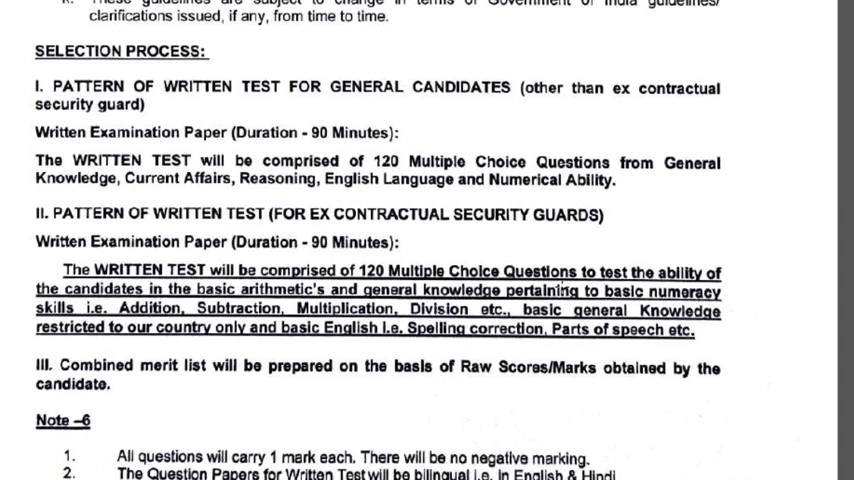 These guidelines are subject to change in terms of Government of India guidelines/
clarifications issued, if any, from time to time.
SELECTION PROCESS:
I. PATTERN OF WRITTEN TEST FOR GENERAL CANDIDATES (other than ex contractual
security guard)
Written Examination Paper (Duration - 90 Minutes):
The WRITTEN TEST will be comprised of 120 Multiple Choice Questions from General
Knowledge, Current Affairs, Reasoning, English Language and Numerical Ability.
II. PATTERN OF WRITTEN TEST (FOR EX CONTRACTUAL SECURITY GUARDS)
Written Examination Paper (Duration - 90 Minutes):
The WRITTEN TEST will be comprised of 120 Multiple Choice Questions to test the ability of
the candidates in the basic arithmetic's and general knowledge pertaining to basic numeracy
skills i.e. Addition, Subtraction, Multiplication, Division etc., basic general Knowledge
restricted to our country only and basic English i.e. Spelling correction, Parts of speech etc.
III. Combined merit list will be prepared on the basis of Raw Scores/Marks obtained by the
candidate.
Note –6
1. All questions will carry 1 mark each. There will be no negative marking.
2. The Question Papers for Written Test will be bilingual i.e. in English & Hindi